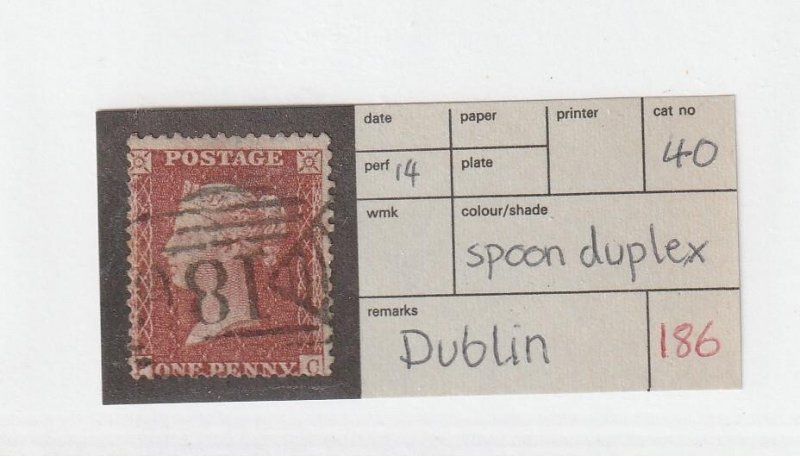 POSTAGE
186
ONE PENNY
C
date
paper
printer
cat no
40
perf 14
plate
wmk
colour/shade
spoon duplex
remarks
Dublin
186